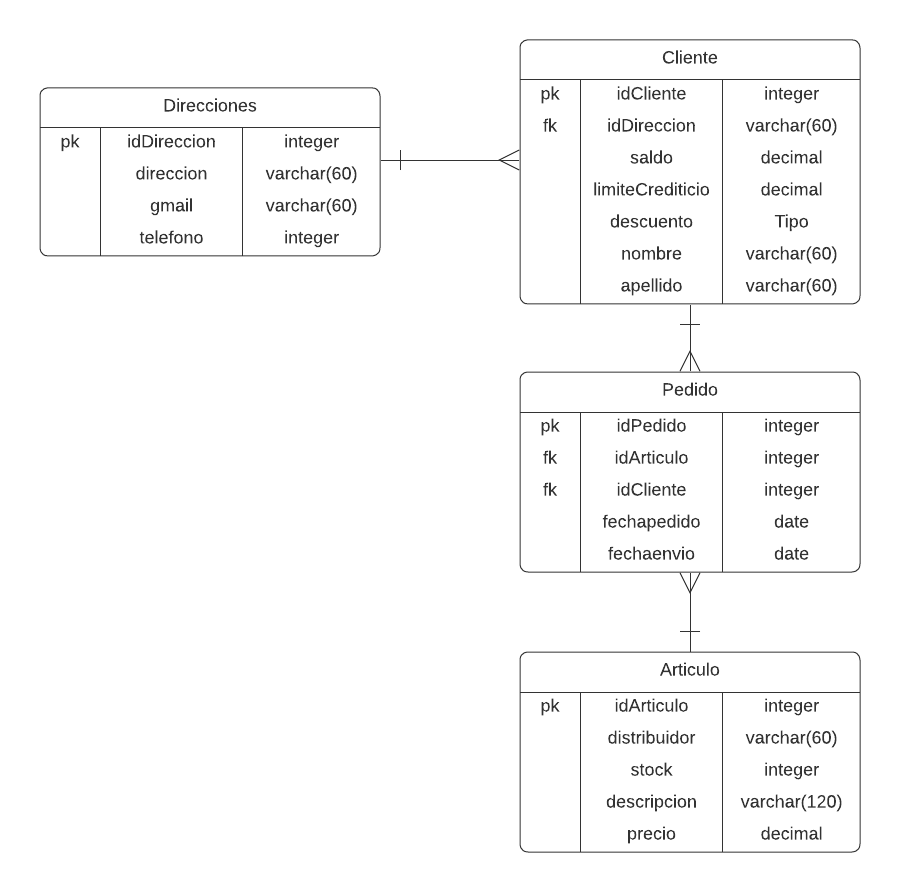 Direcciones
pk idDireccion integer
direccion varchar(60)
gmail varchar(60)
telefono integer
Cliente
pk idCliente integer
fk idDireccion varchar(60)
saldo decimal
limiteCrediticio decimal
descuento Tipo
nombre varchar(60)
apellido varchar(60)
Pedido
pk idPedido integer
fk idArticulo integer
fk idCliente integer
fechapedido date
fechaenvio date
Articulo
pk idArticulo integer
distribuidor varchar(60)
stock integer
descripcion varchar(120)
precio decimal